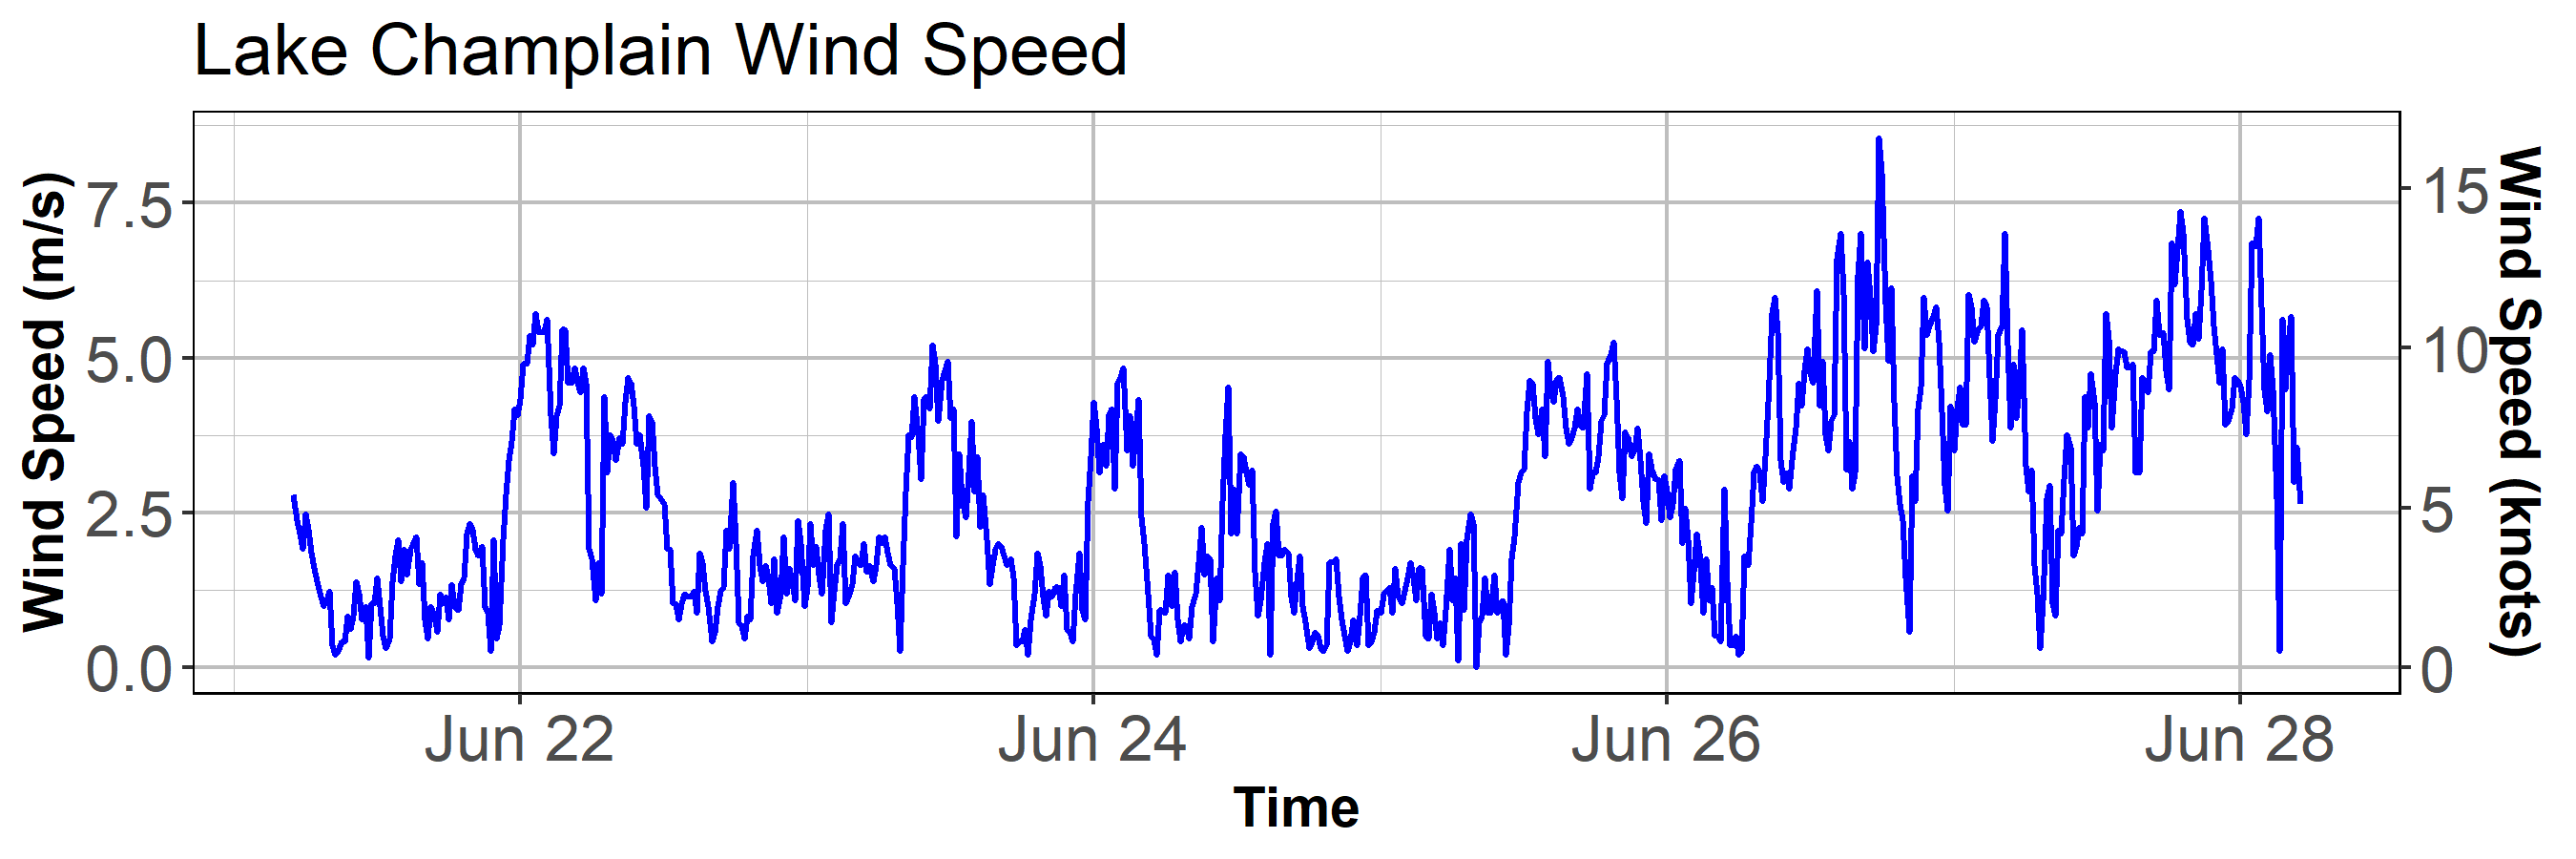 Lake Champlain Wind Speed
Wind Speed (m/s)
7.5
5.0
2.5
0.0
15
10
5
0
Wind Speed (knots)
Jun 22 Jun 24 Jun 26 Jun 28
Time